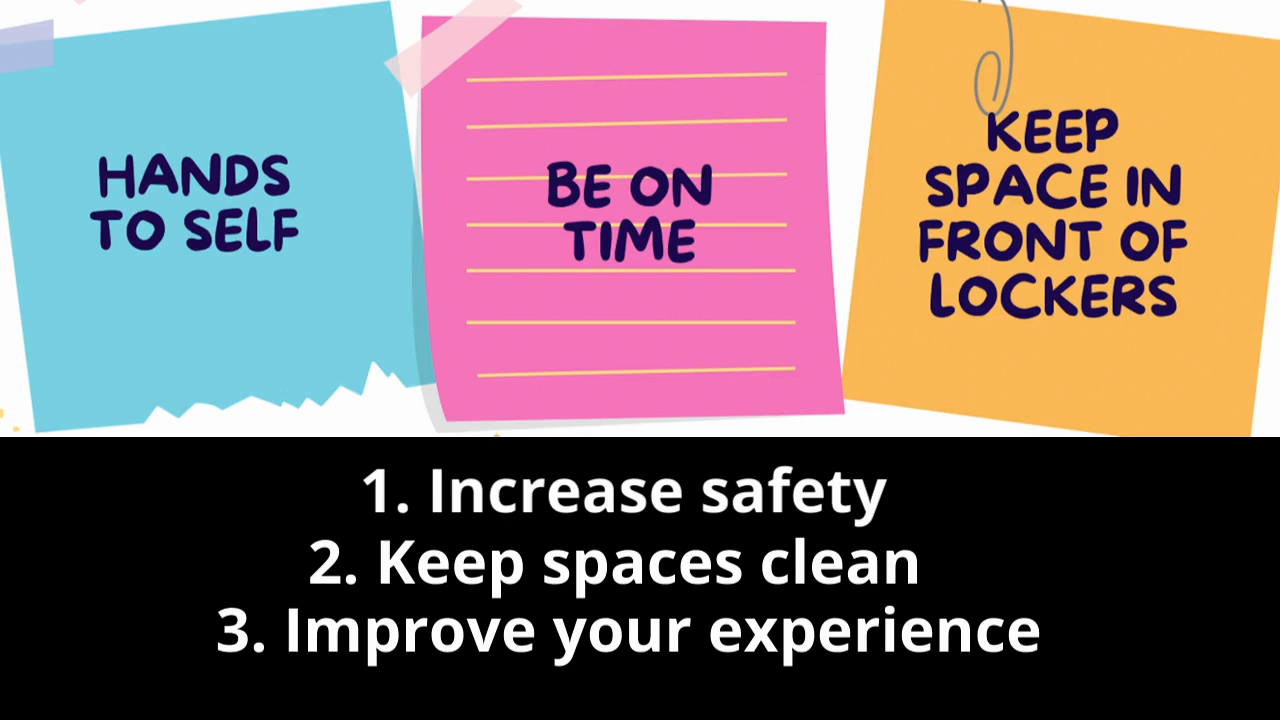 HANDS
TO SELF
BE ON
TIME
KEEP
SPACE IN
FRONT OF
LOCKERS
1. Increase safety
2. Keep spaces clean
3. Improve your experience